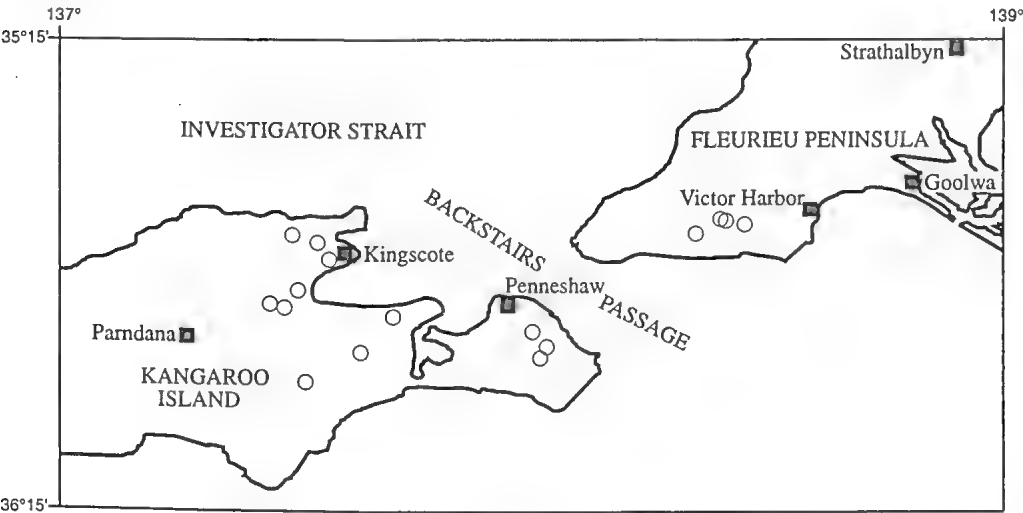 137°
139°
35°15'
Strathalbyn
INVESTIGATOR STRAIT
FLEURIEU PENINSULA
Goolwa
Victor Harbor
BACKSTAIRS
Kingscote
Penneshaw
PASSAGE
Parndana
KANGAROO
ISLAND
36°15'